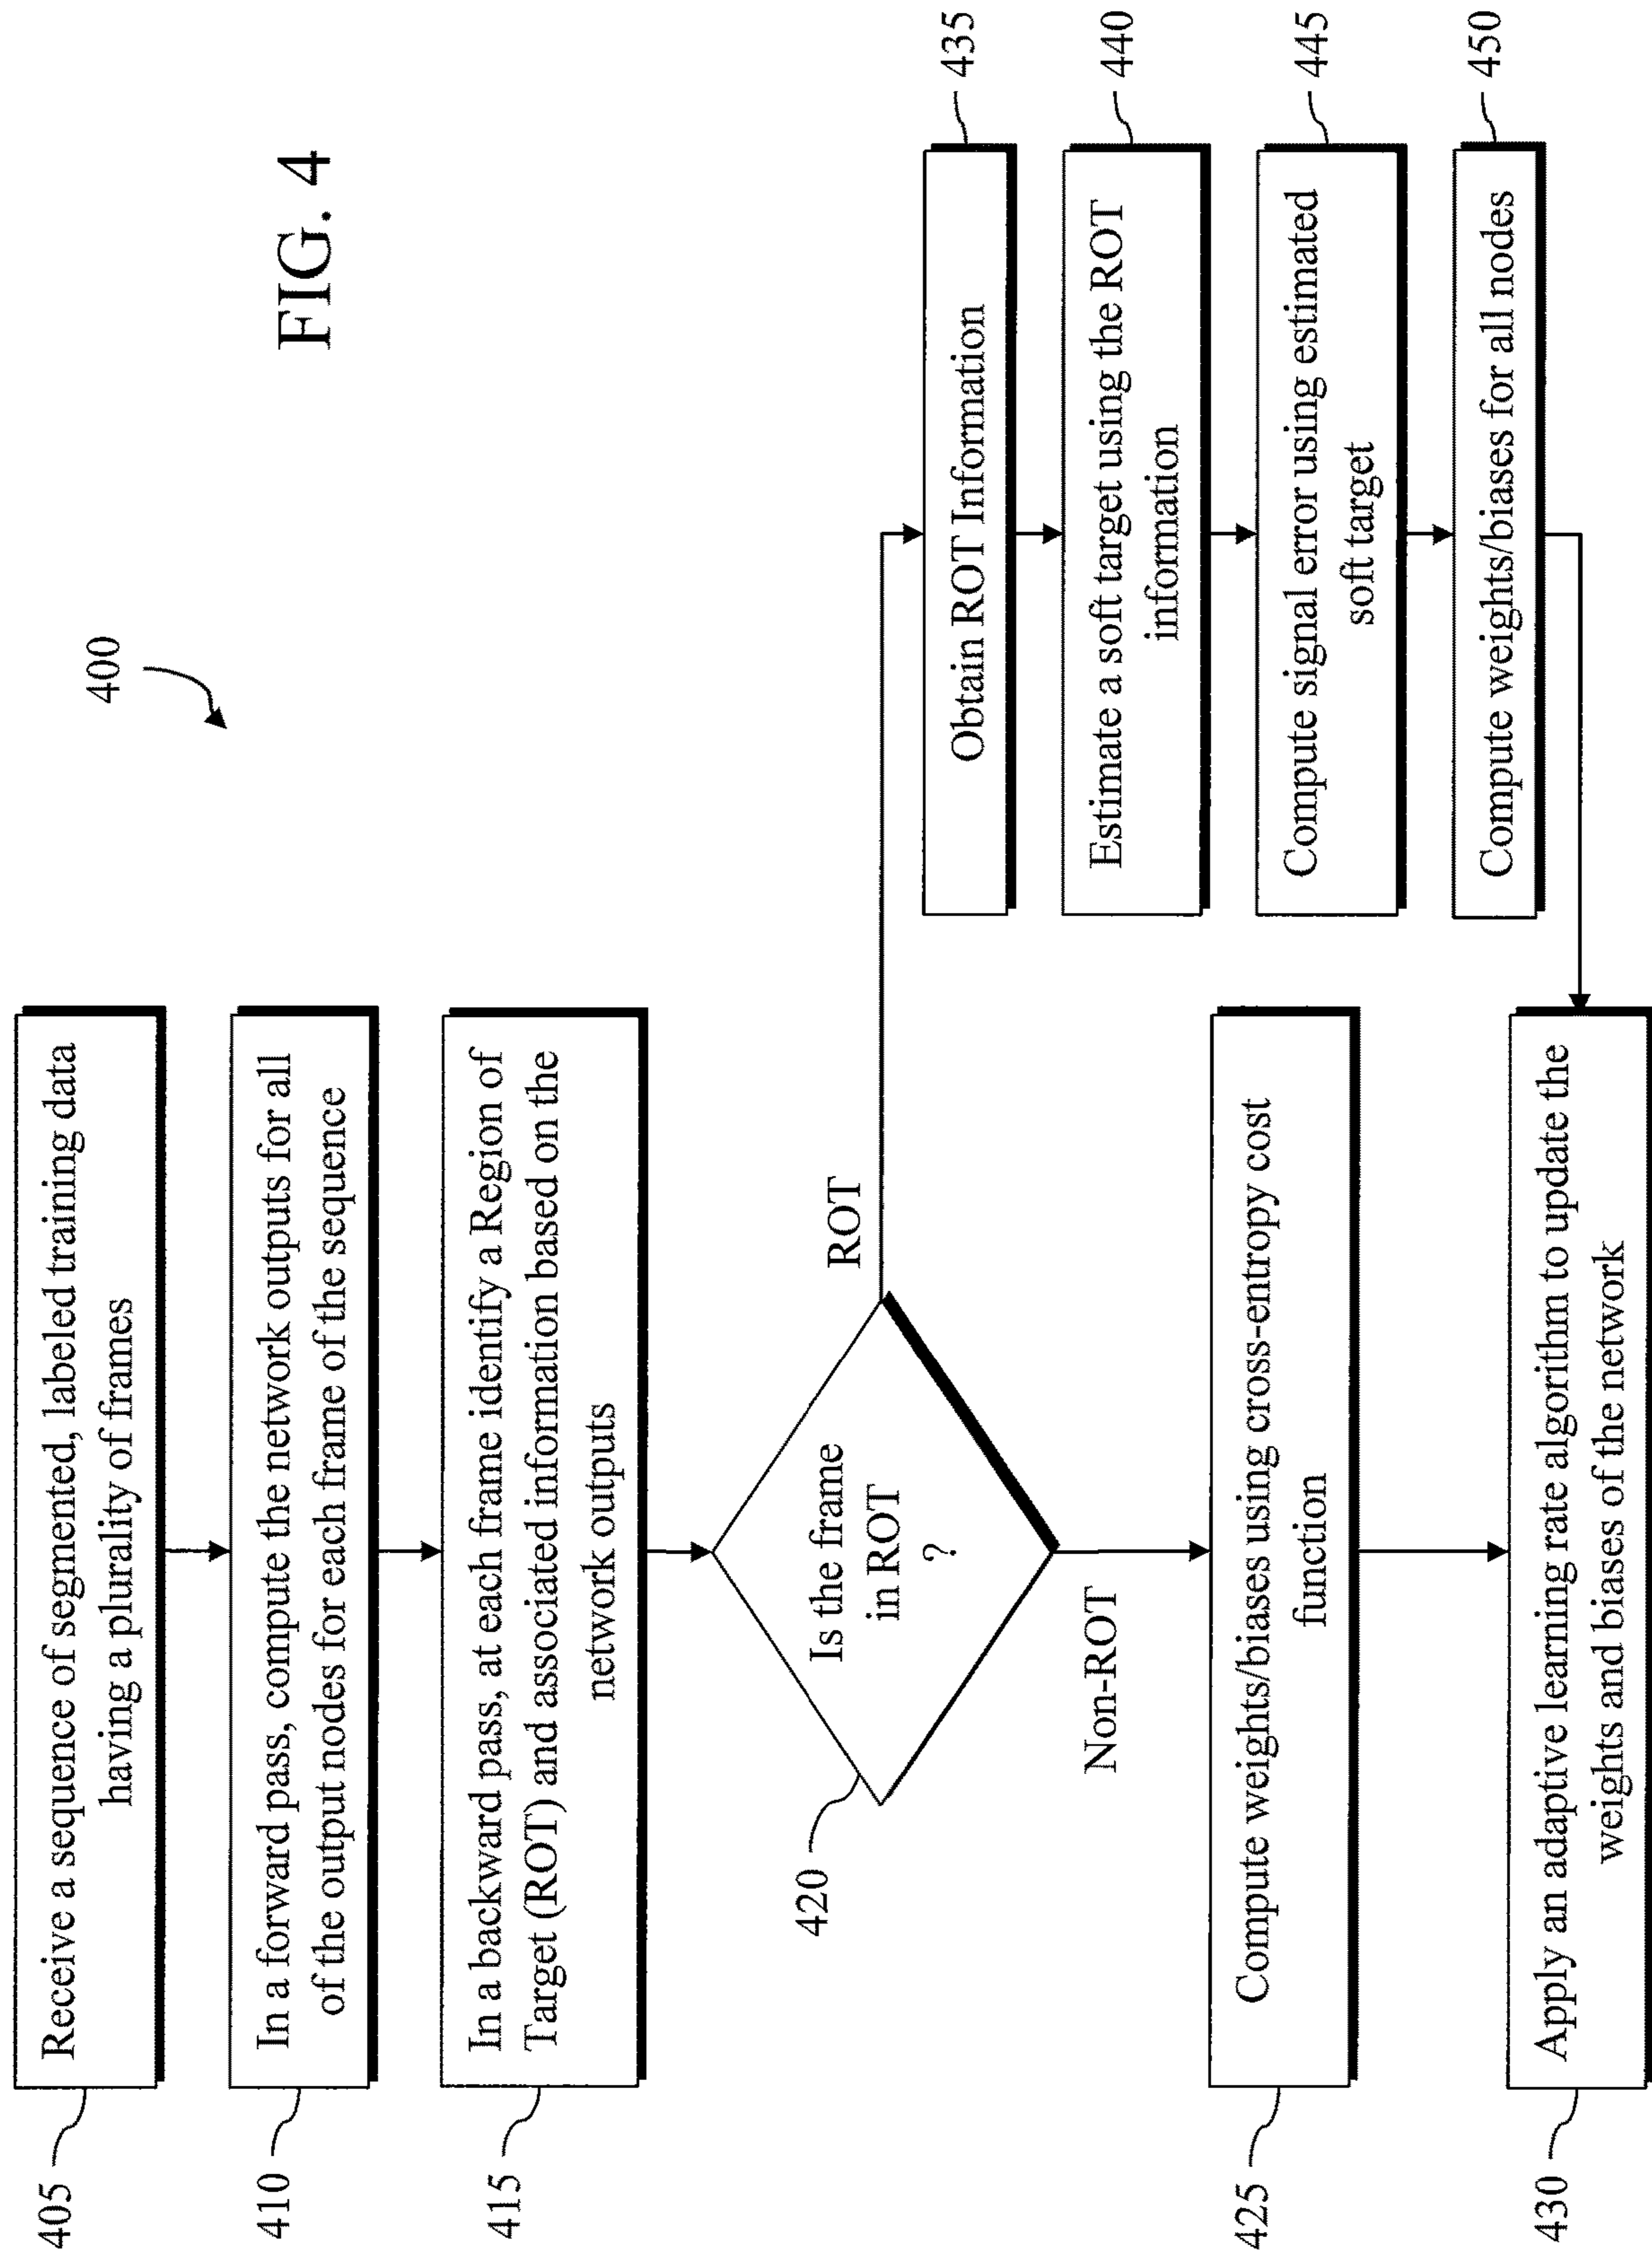 FIG. 4
400
405
Receive a sequence of segmented, labeled training data
having a plurality of frames
410
In a forward pass, compute the network outputs for all
of the output nodes for each frame of the sequence
415
In a backward pass, at each frame identify a Region of
Target (ROT) and associated information based on the
network outputs
420
Is the frame
in ROT
?
ROT
Non-ROT
425
Compute weights/biases using cross-entropy cost
function
430
Apply an adaptive learning rate algorithm to update the
weights and biases of the network
435
Obtain ROT Information
440
Estimate a soft target using the ROT
information
445
Compute signal error using estimated
soft target
450
Compute weights/biases for all nodes